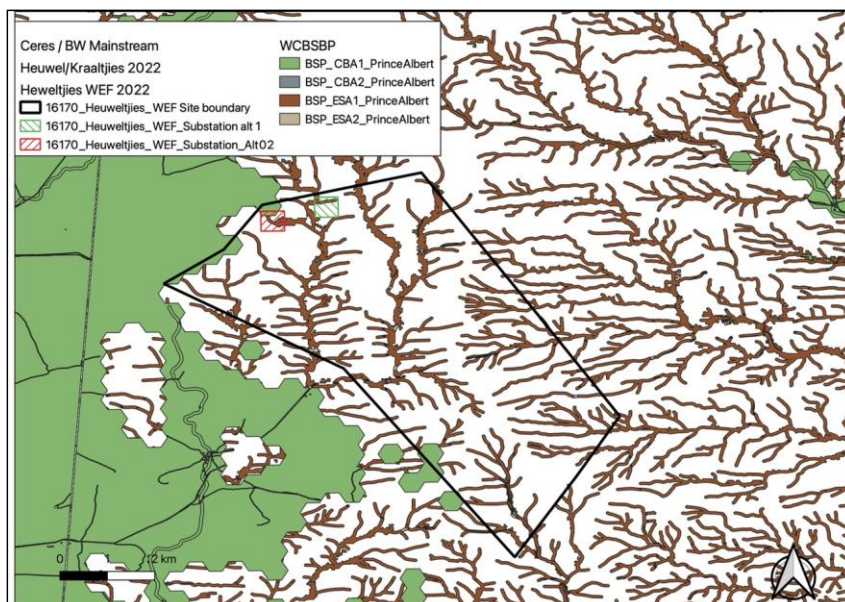 Ceres / BW Mainstream
Heuwel/Kraaltjies 2022
Heweltjies WEF 2022
16170_Heuweltjies_WEF Site boundary
16170_Heuweltjies_WEF_Substation alt 1
16170_Heuweltjies_WEF_Substation_Alt02
WCBSBP
BSP_CBA1_PrinceAlbert
BSP_CBA2_PrinceAlbert
BSP_ESA1_PrinceAlbert
BSP_ESA2_PrinceAlbert
0 1 2 km